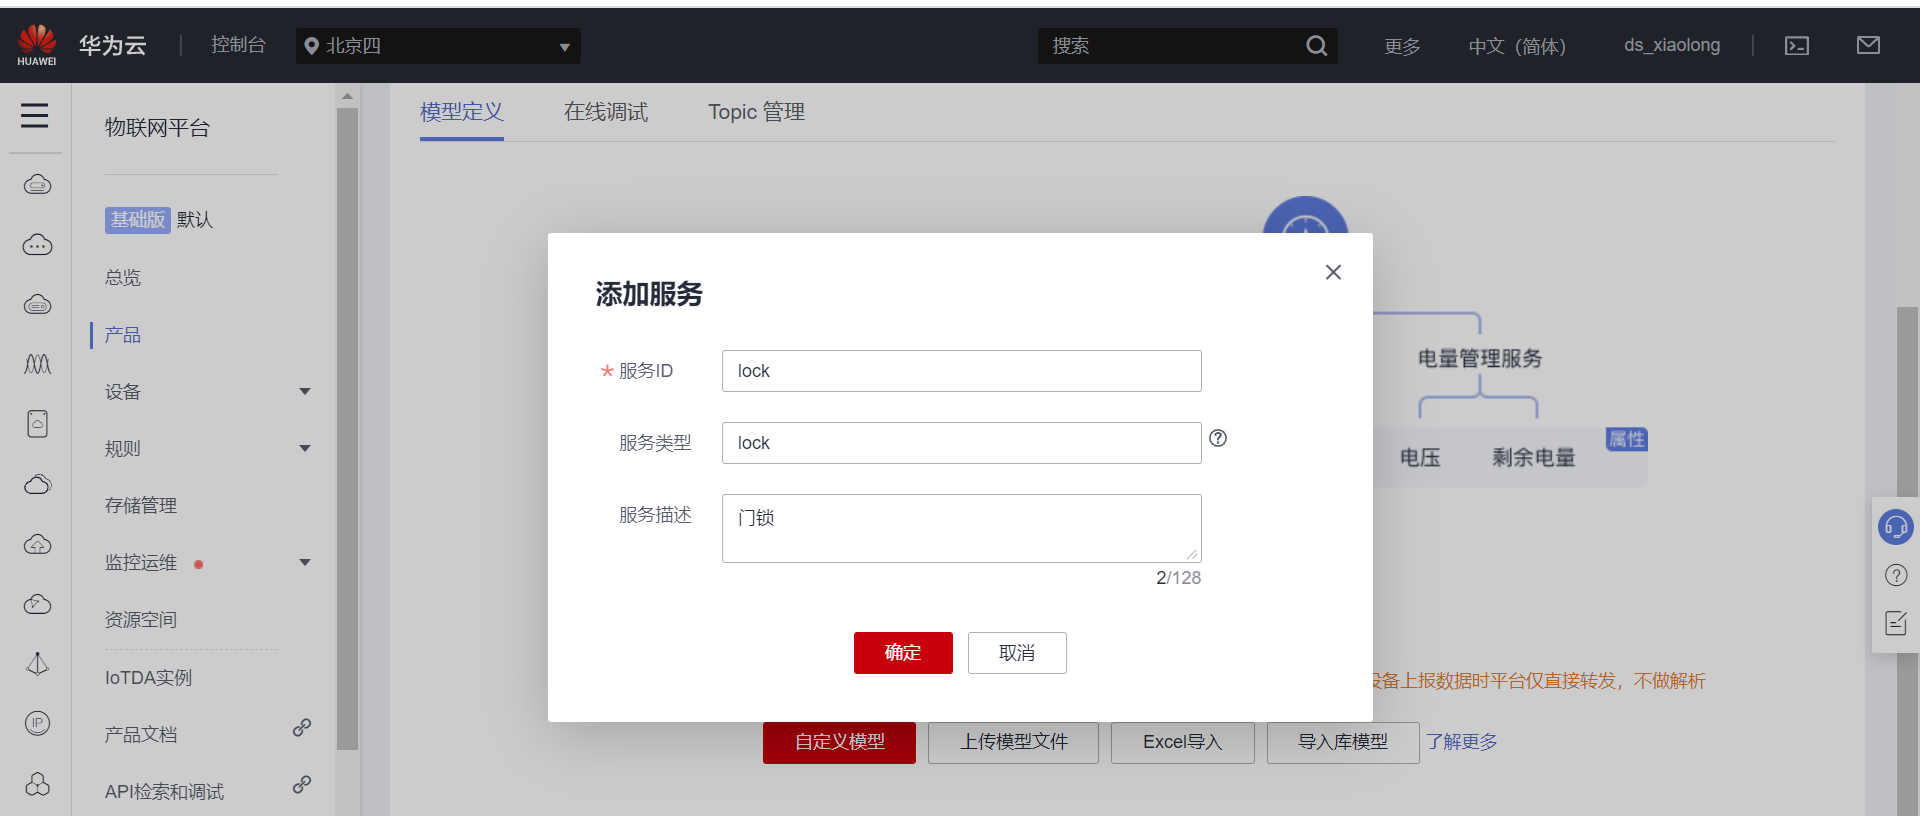 HUAWEI
华为云
控制台
北京四
搜索
更多
中文（简体）
ds_xiaolong
物联网平台
基础版 默认
总览
产品
设备
规则
存储管理
监控运维
资源空间
IoTDA实例
产品文档
API检索和调试
IP
模型定义
在线调试
Topic 管理
电量管理服务
属性
电压
剩余电量
添加服务
* 服务ID
lock
服务类型
lock
服务描述
门锁
2/128
确定
取消
设备上报数据时平台仅直接转发，不做解析
自定义模型
上传模型文件
Excel导入
导入库模型
了解更多